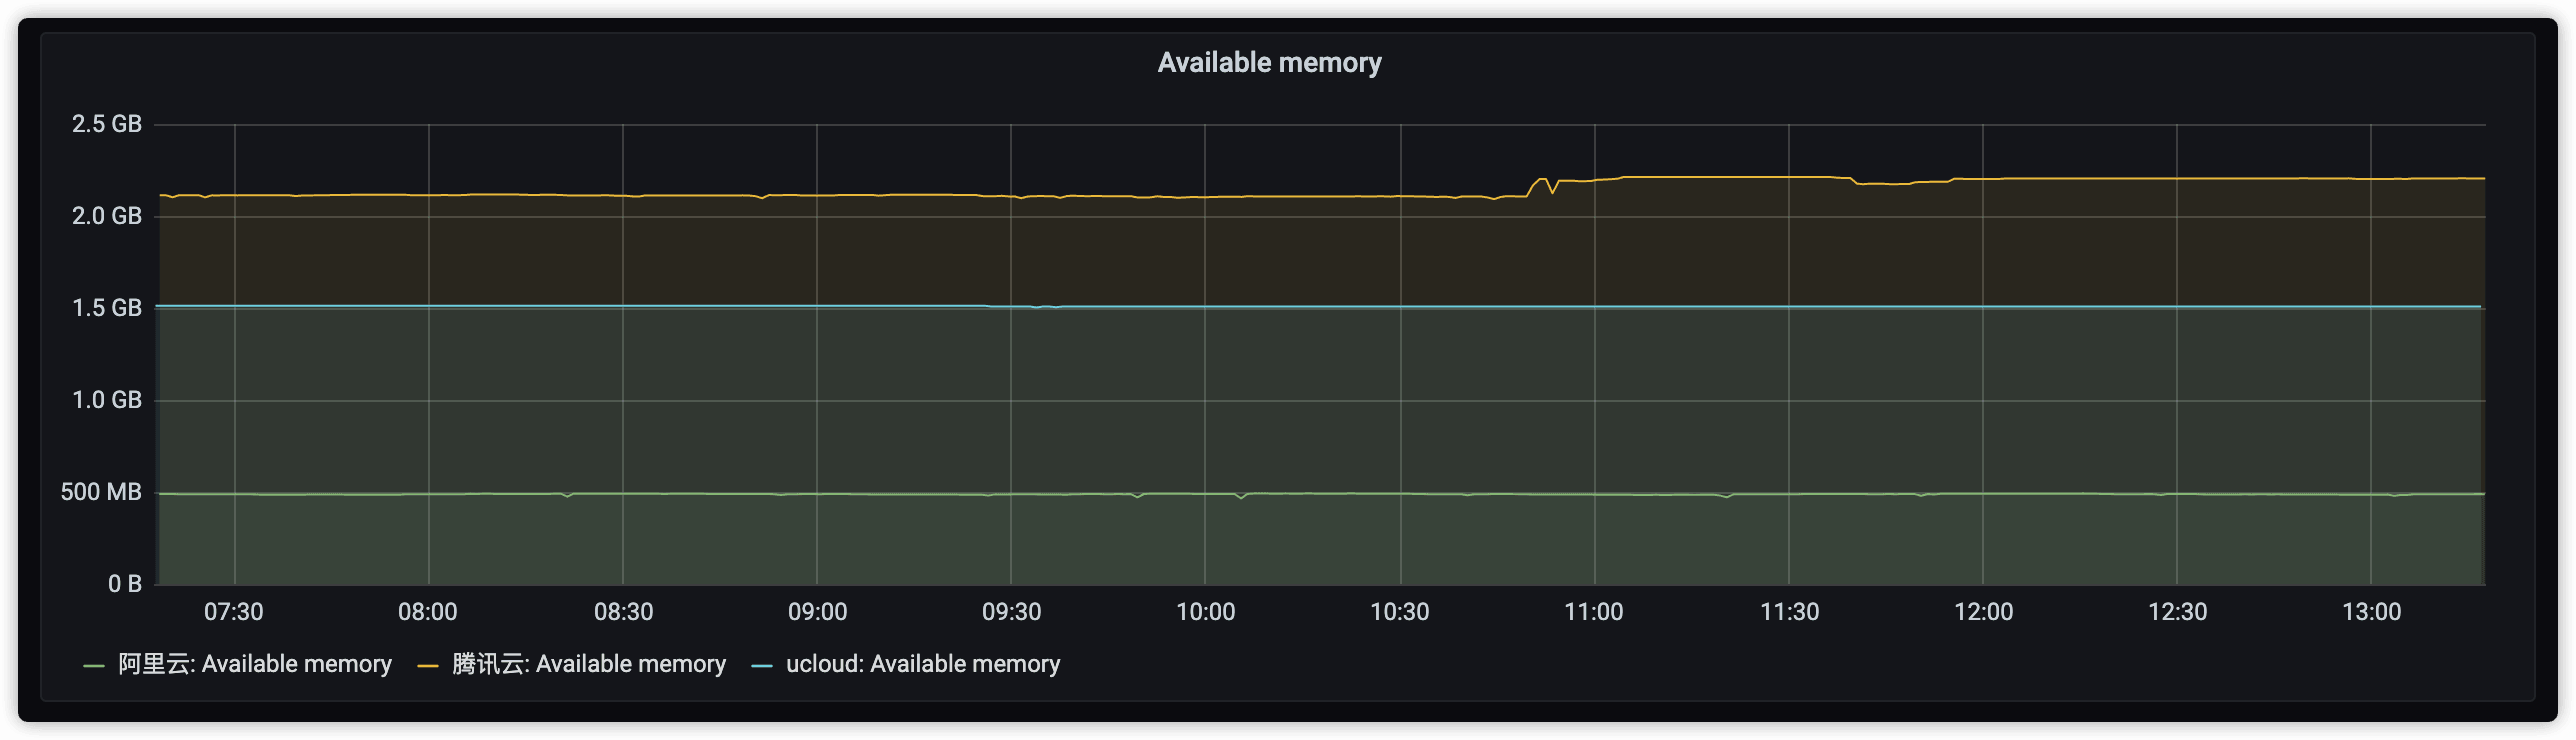 Available memory
2.5 GB
2.0 GB
1.5 GB
1.0 GB
500 MB
0 B
07:30 08:00 08:30 09:00 09:30 10:00 10:30 11:00 11:30 12:00 12:30 13:00
阿里云: Available memory 腾讯云: Available memory ucloud: Available memory